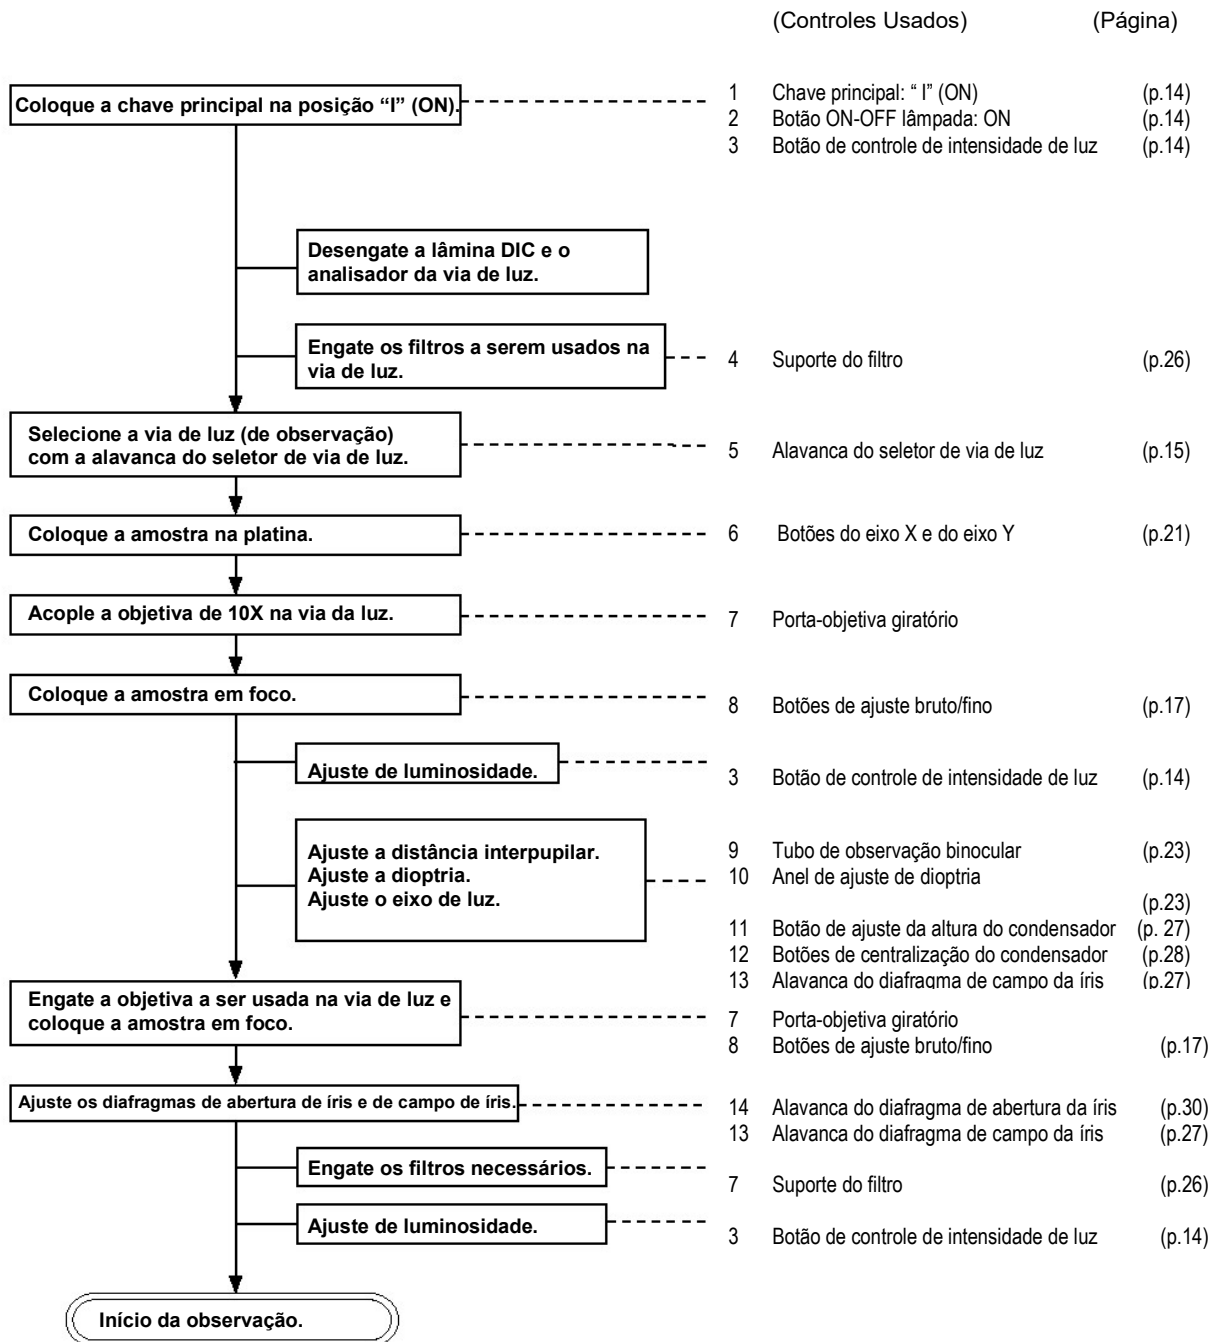 (Controles Usados) (Página)
Coloque a chave principal na posição “I” (ON).
1 Chave principal: “ I” (ON) (p.14)
2 Botão ON-OFF lâmpada: ON (p.14)
3 Botão de controle de intensidade de luz (p.14)
Desengate a lâmina DIC e o
analisador da via de luz.
Engate os filtros a serem usados na
via de luz.
4 Suporte do filtro (p.26)
Selecione a via de luz (de observação)
com a alavanca do seletor de via de luz.
5 Alavanca do seletor de via de luz (p.15)
Coloque a amostra na platina.
6 Botões do eixo X e do eixo Y (p.21)
Acople a objetiva de 10X na via da luz.
7 Porta-objetiva giratório
Coloque a amostra em foco.
8 Botões de ajuste bruto/fino (p.17)
Ajuste de luminosidade.
3 Botão de controle de intensidade de luz (p.14)
Ajuste a distância interpupilar.
Ajuste a dioptria.
Ajuste o eixo de luz.
9 Tubo de observação binocular (p.23)
10 Anel de ajuste de dioptria
(p.23)
11 Botão de ajuste da altura do condensador (p. 27)
12 Botões de centralização do condensador (p.28)
13 Alavanca do diafragma de campo da íris (p.27)
Engate a objetiva a ser usada na via de luz e
coloque a amostra em foco.
7 Porta-objetiva giratório
8 Botões de ajuste bruto/fino (p.17)
Ajuste os diafragmas de abertura de íris e de campo de íris.
14 Alavanca do diafragma de abertura da íris (p.30)
13 Alavanca do diafragma de campo da íris (p.27)
Engate os filtros necessários.
7 Suporte do filtro (p.26)
Ajuste de luminosidade.
3 Botão de controle de intensidade de luz (p.14)
Início da observação.